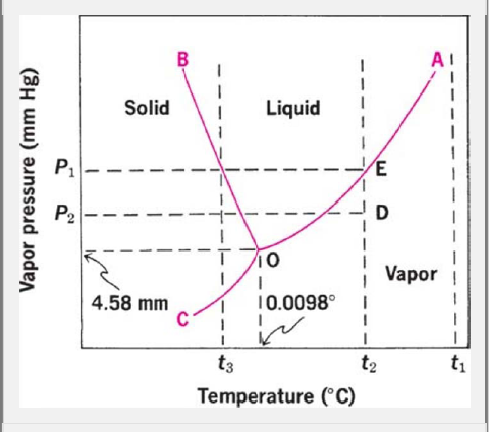 B
A
Solid
Liquid
Vapor pressure (mm Hg)
P₁
E
P₂
D
O
Vapor
4.58 mm
0.0098°
C
t₃
t₂
t₁
Temperature (°C)